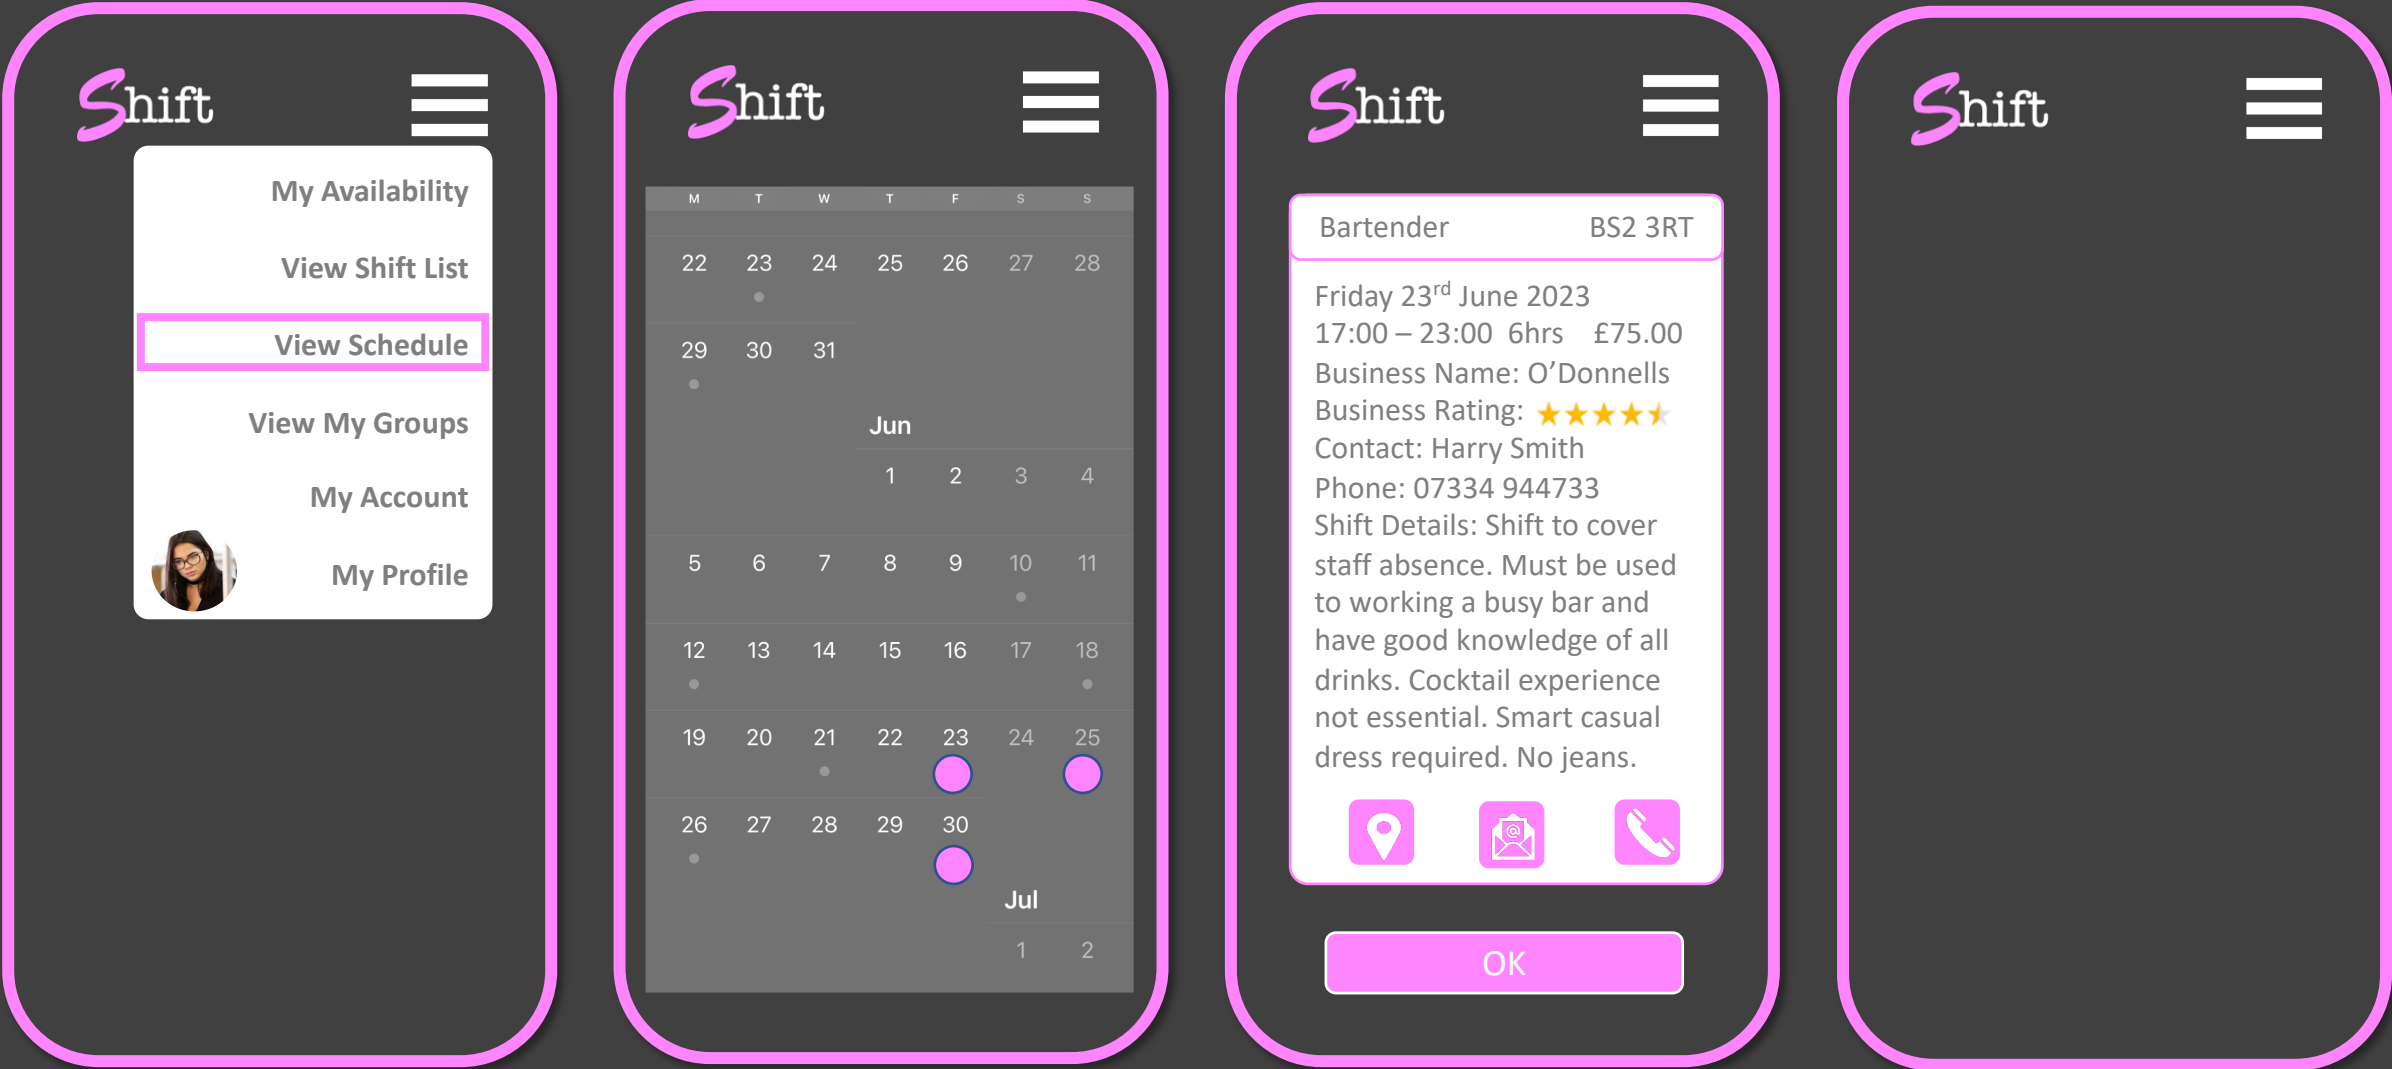 Shift
My Availability
View Shift List
View Schedule
View My Groups
My Account
My Profile
Shift
M T W T F S S
22 23 24 25 26 27 28
29 30 31
Jun
1 2 3 4
5 6 7 8 9 10 11
12 13 14 15 16 17 18
19 20 21 22 23 24 25
26 27 28 29 30
Jul
1 2
Shift
Bartender BS2 3RT
Friday 23rd June 2023
17:00 – 23:00 6hrs £75.00
Business Name: O’Donnells
Business Rating:
Contact: Harry Smith
Phone: 07334 944733
Shift Details: Shift to cover
staff absence. Must be used
to working a busy bar and
have good knowledge of all
drinks. Cocktail experience
not essential. Smart casual
dress required. No jeans.
@
OK
Shift